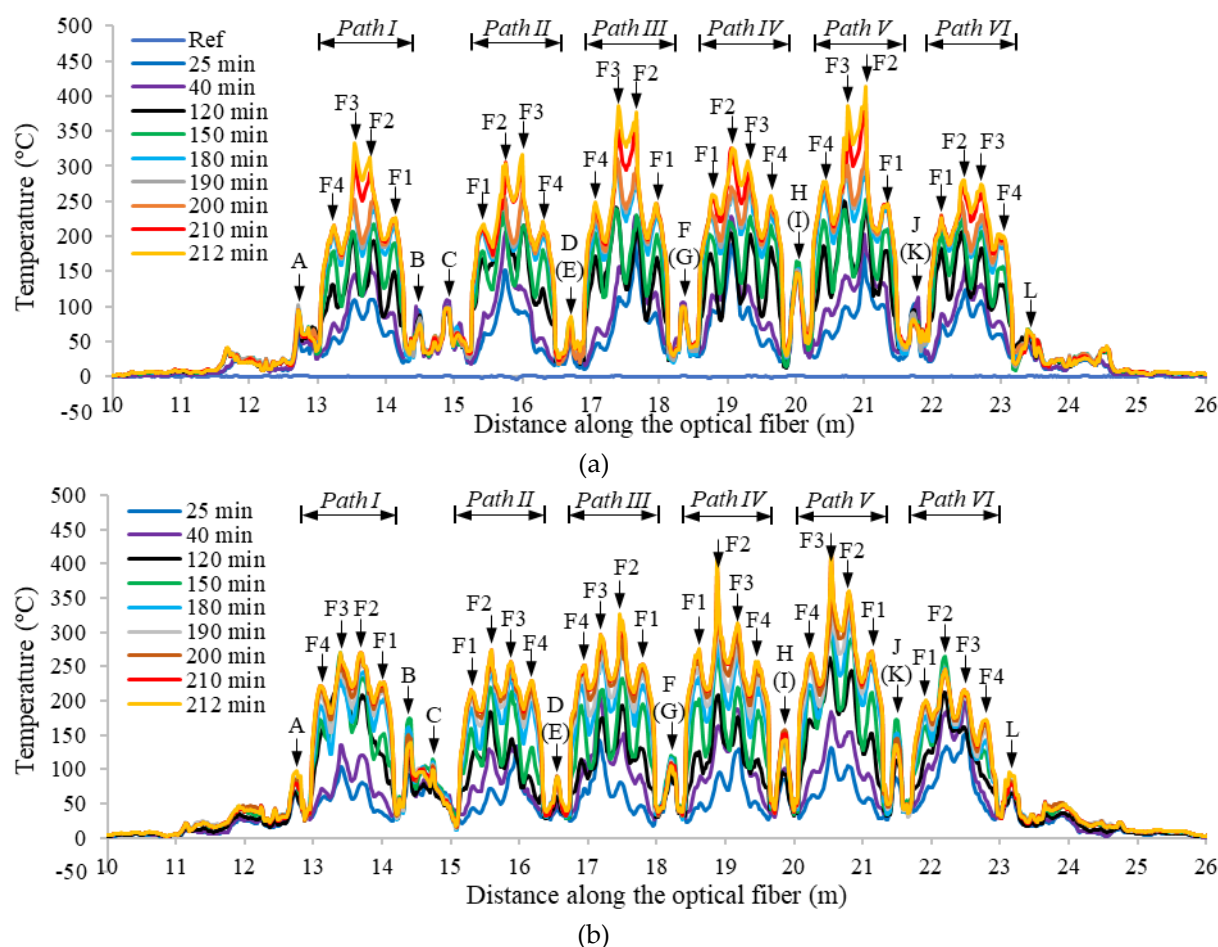 Path I Path II Path III Path IV Path V Path VI
500
450
400
350
300
250
200
150
100
50
0
-50
Temperature (°C)
Ref
25 min
40 min
120 min
150 min
180 min
190 min
200 min
210 min
212 min
A
F4
F3
F2
F1
B
C
F1
F2
F3
F4
D
(E)
F4
F3
F2
F1
F
(G)
F1
F2
F3
F4
H
(I)
F4
F3
F2
F1
J
(K)
F1
F2
F3
F4
L
10 11 12 13 14 15 16 17 18 19 20 21 22 23 24 25 26
Distance along the optical fiber (m)
(a)
Path I Path II Path III Path IV Path V Path VI
500
450
400
350
300
250
200
150
100
50
0
-50
Temperature (°C)
25 min
40 min
120 min
150 min
180 min
190 min
200 min
210 min
212 min
A
F4
F3
F2
F1
B
C
F1
F2
F3
F4
D
(E)
F4
F3
F2
F1
F
(G)
F1
F2
F3
F4
H
(I)
F4
F3
F2
F1
J
(K)
F1
F2
F3
F4
L
10 11 12 13 14 15 16 17 18 19 20 21 22 23 24 25 26
Distance along the optical fiber (m)
(b)